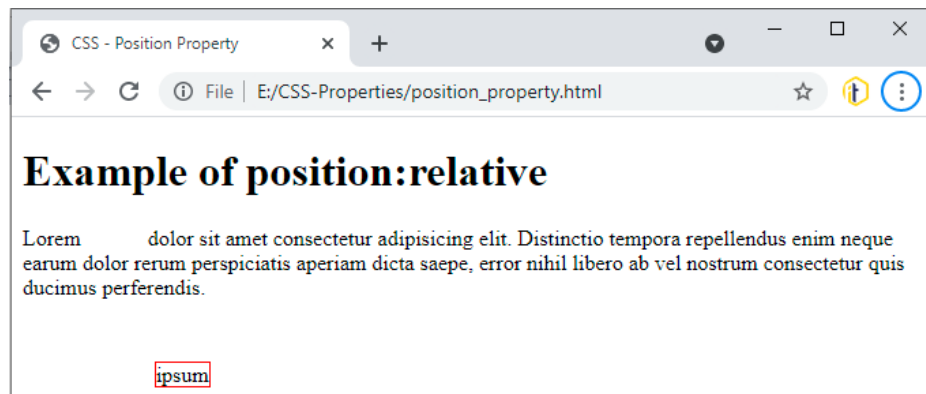 CSS - Position Property
File E:/CSS-Properties/position_property.html
Example of position:relative
Lorem dolor sit amet consectetur adipisicing elit. Distinctio tempora repellendus enim neque
earum dolor rerum perspiciatis aperiam dicta saepe, error nihil libero ab vel nostrum consectetur quis
ducimus perferendis.
ipsum